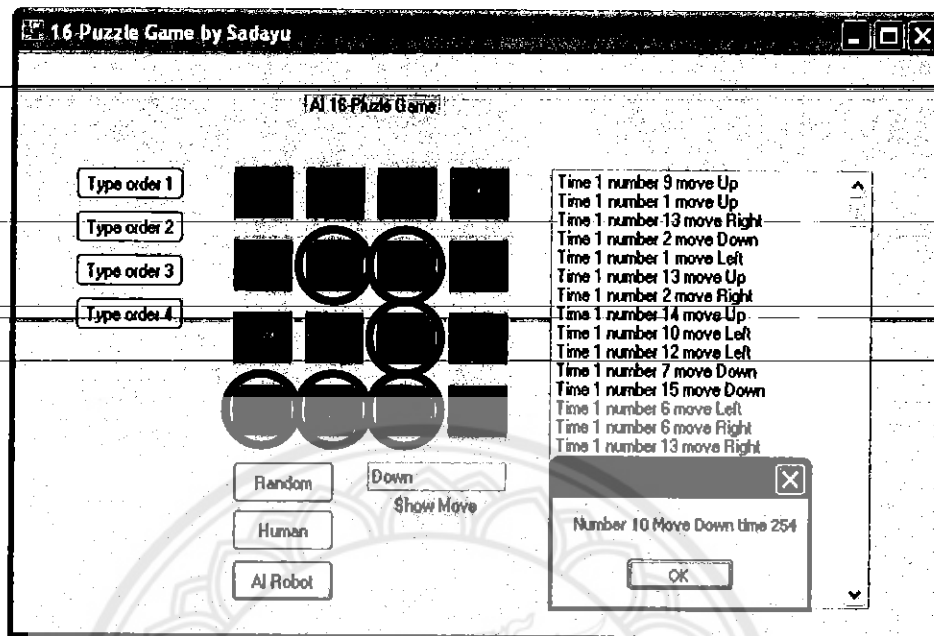 16-Puzzle Game by Sadayu
AI 16-Pluzle Game
Type order 1
Type order 2
Type order 3
Type order 4
Time 1 number 9 move Up
Time 1 number 1 move Up
Time 1 number 13 move Right
Time 1 number 2 move Down
Time 1 number 1 move Left
Time 1 number 13 move Up
Time 1 number 2 move Right
Time 1 number 14 move Up
Time 1 number 10 move Left
Time 1 number 12 move Left
Time 1 number 7 move Down
Time 1 number 15 move Down
Time 1 number 6 move Left
Time 1 number 6 move Right
Time 1 number 13 move Right
Random
Human
AI Robot
Down
Show Move
Number 10 Move Down time 254
OK